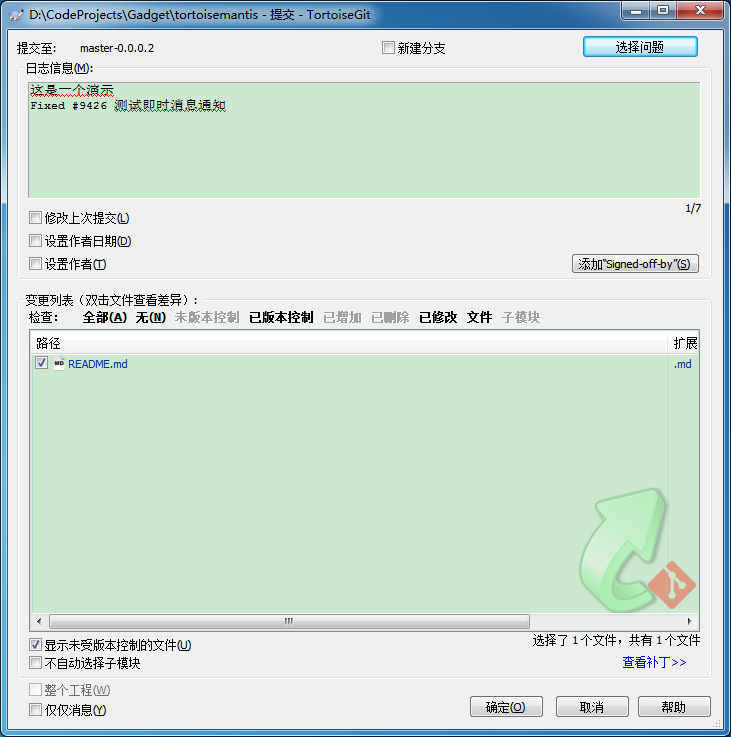 D:\CodeProjects\Gadget\tortoisemantis - 提交 - TortoiseGit
提交至: master-0.0.0.2 新建分支 选择问题
日志信息(M):
这是一个演示
Fixed #9426 测试即时消息通知
1/7
修改上次提交(L)
设置作者日期(D)
设置作者(T) 添加"Signed-off-by"(S)
变更列表（双击文件查看差异）:
检查: 全部(A) 无(N) 未版本控制 已版本控制 已增加 已删除 已修改 文件 子模块
路径 扩展
README.md .md
显示未受版本控制的文件(U) 选择了 1 个文件，共有 1 个文件
不自动选择子模块 查看补丁>>
整个工程(W)
仅仅消息(Y) 确定(O) 取消 帮助